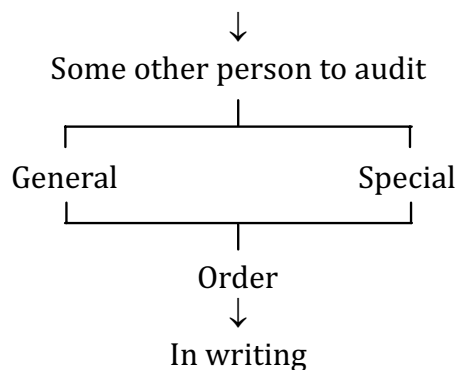 Some other person to audit
General Special
Order
In writing